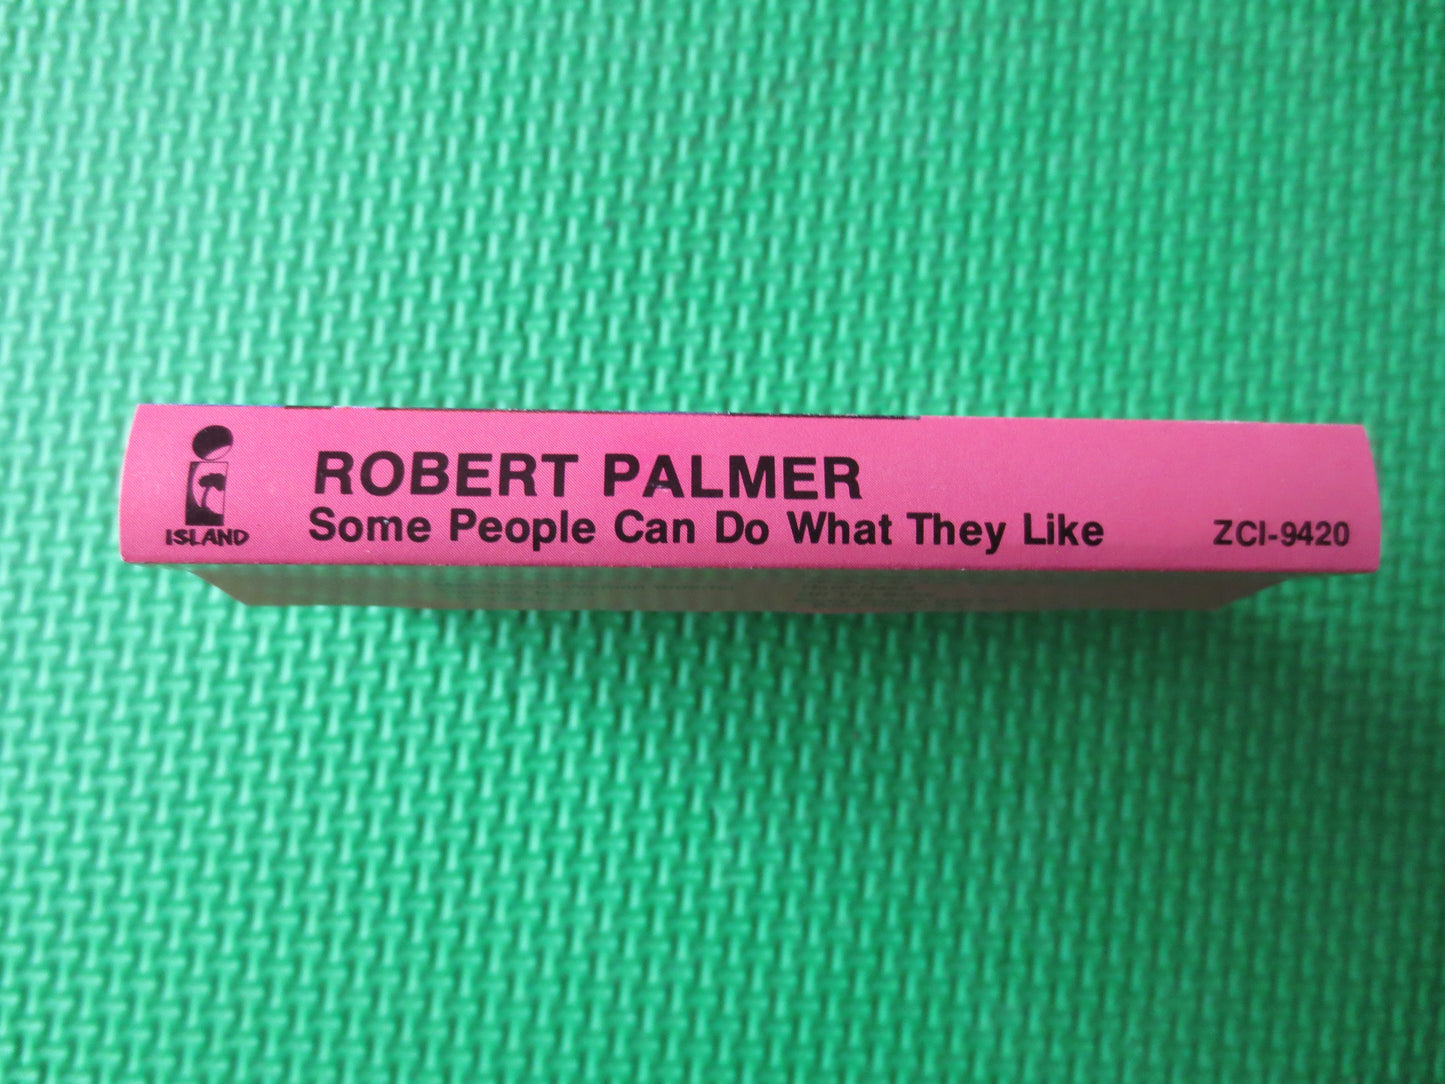 ISLAND
ROBERT PALMER
Some People Can Do What They Like
ZCI-9420